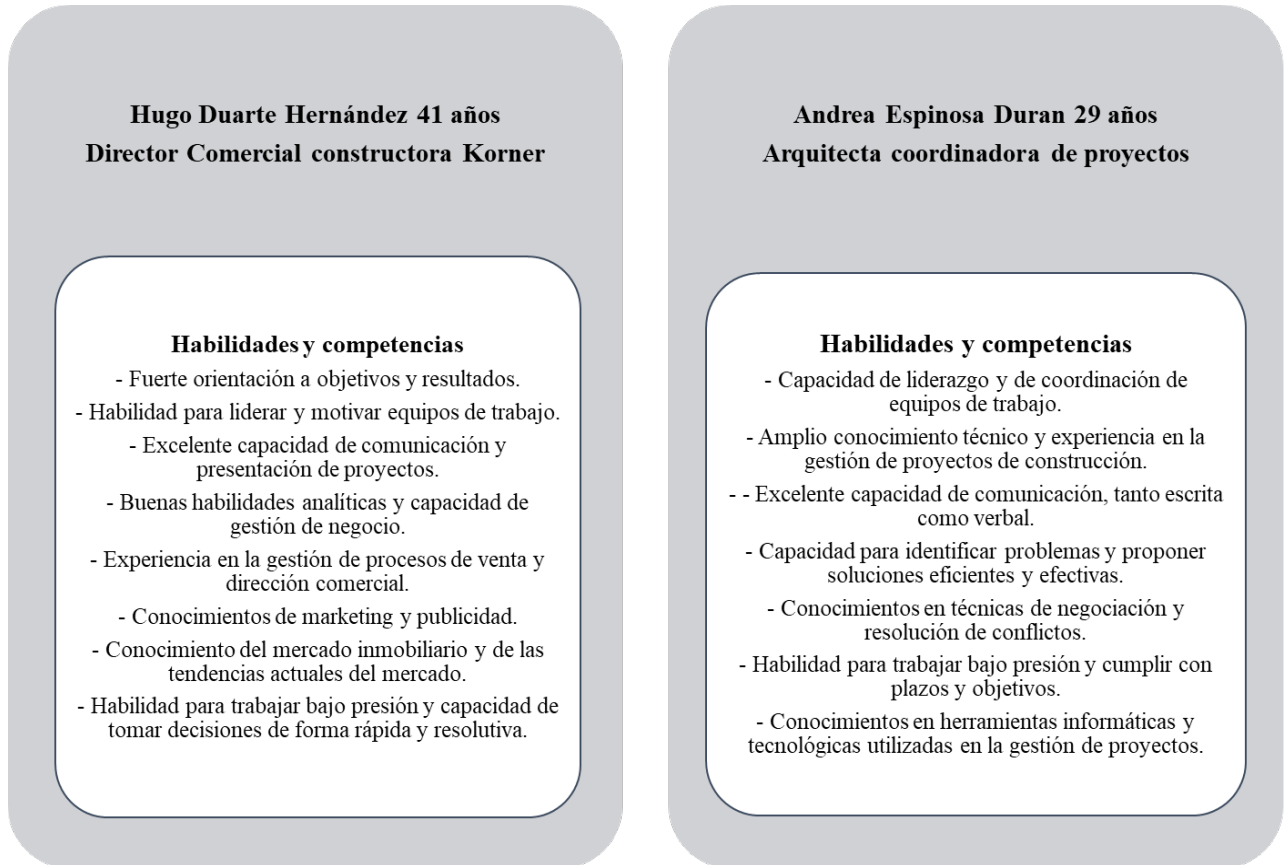 Hugo Duarte Hernández 41 años
Director Comercial constructora Korner
Habilidades y competencias
- Fuerte orientación a objetivos y resultados.
- Habilidad para liderar y motivar equipos de trabajo.
- Excelente capacidad de comunicación y
presentación de proyectos.
- Buenas habilidades analíticas y capacidad de
gestión de negocio.
- Experiencia en la gestión de procesos de venta y
dirección comercial.
- Conocimientos de marketing y publicidad.
- Conocimiento del mercado inmobiliario y de las
tendencias actuales del mercado.
- Habilidad para trabajar bajo presión y capacidad de
tomar decisiones de forma rápida y resolutiva.
Andrea Espinosa Duran 29 años
Arquitecta coordinadora de proyectos
Habilidades y competencias
- Capacidad de liderazgo y de coordinación de
equipos de trabajo.
- Amplio conocimiento técnico y experiencia en la
gestión de proyectos de construcción.
- - Excelente capacidad de comunicación, tanto escrita
como verbal.
- Capacidad para identificar problemas y proponer
soluciones eficientes y efectivas.
- Conocimientos en técnicas de negociación y
resolución de conflictos.
- Habilidad para trabajar bajo presión y cumplir con
plazos y objetivos.
- Conocimientos en herramientas informáticas y
tecnológicas utilizadas en la gestión de proyectos.